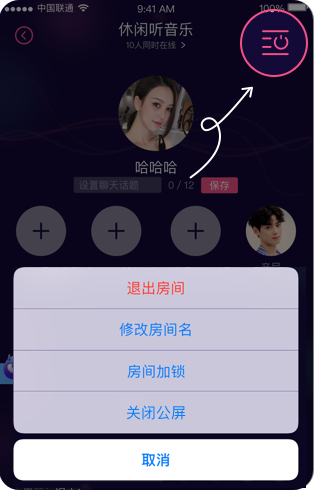 中国联通 9:41 AM 100%
休闲听音乐
10人同时在线
哈哈哈
设置聊天话题 0 / 12 保存
退出房间
修改房间名
房间加锁
关闭公屏
取消